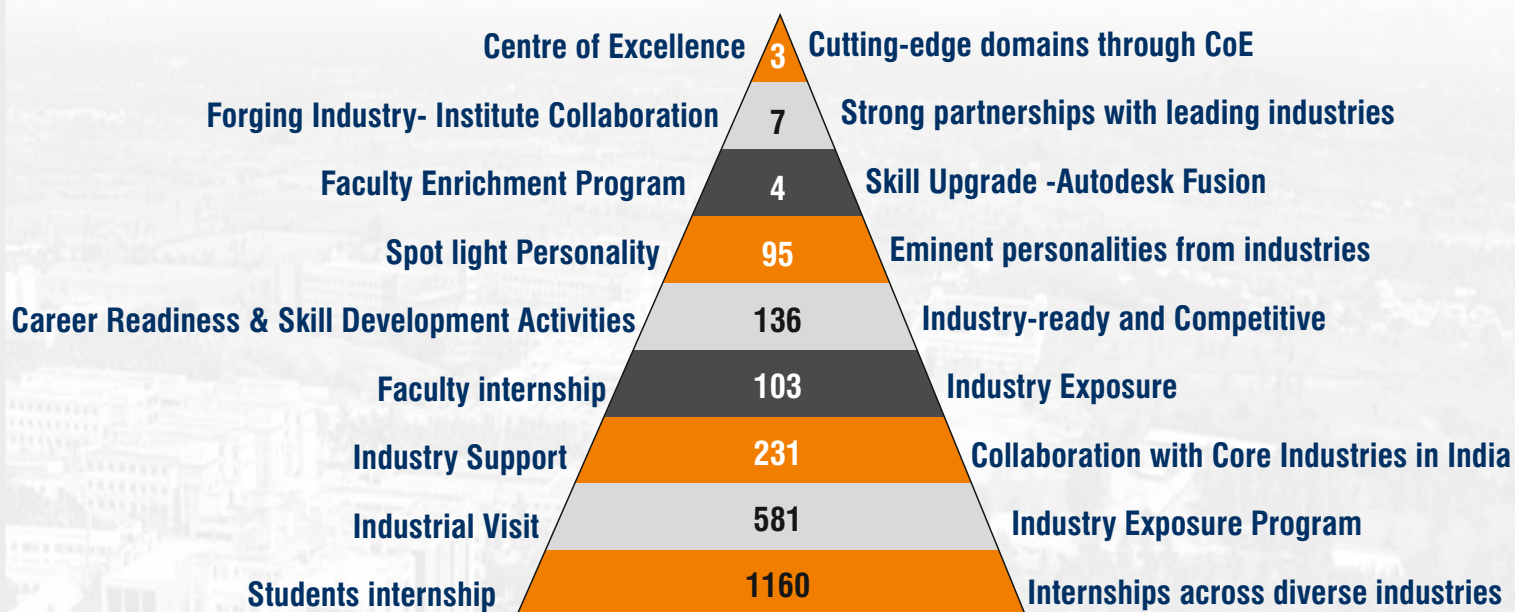 Centre of Excellence 3 Cutting-edge domains through CoE
Forging Industry- Institute Collaboration 7 Strong partnerships with leading industries
Faculty Enrichment Program 4 Skill Upgrade -Autodesk Fusion
Spot light Personality 95 Eminent personalities from industries
Career Readiness & Skill Development Activities 136 Industry-ready and Competitive
Faculty internship 103 Industry Exposure
Industry Support 231 Collaboration with Core Industries in India
Industrial Visit 581 Industry Exposure Program
Students internship 1160 Internships across diverse industries